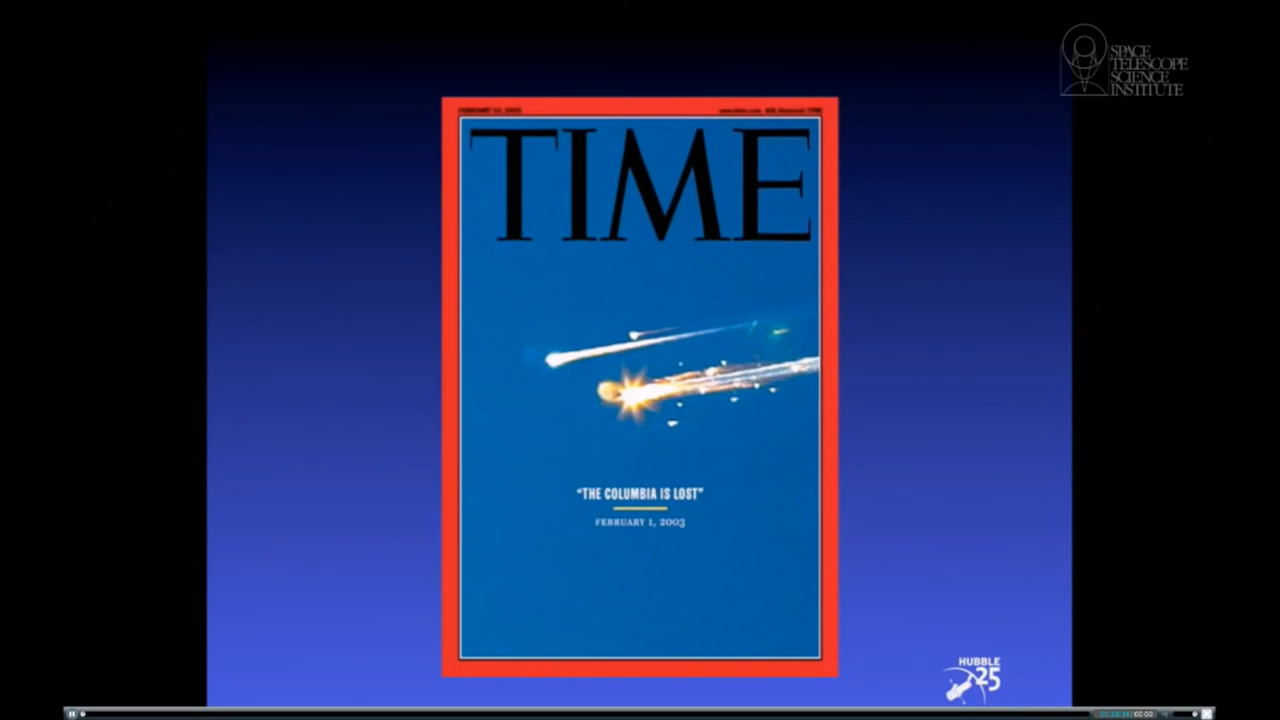 SPACE
TELESCOPE
SCIENCE
INSTITUTE
TIME
"THE COLUMBIA IS LOST"
FEBRUARY 1, 2003
HUBBLE
25